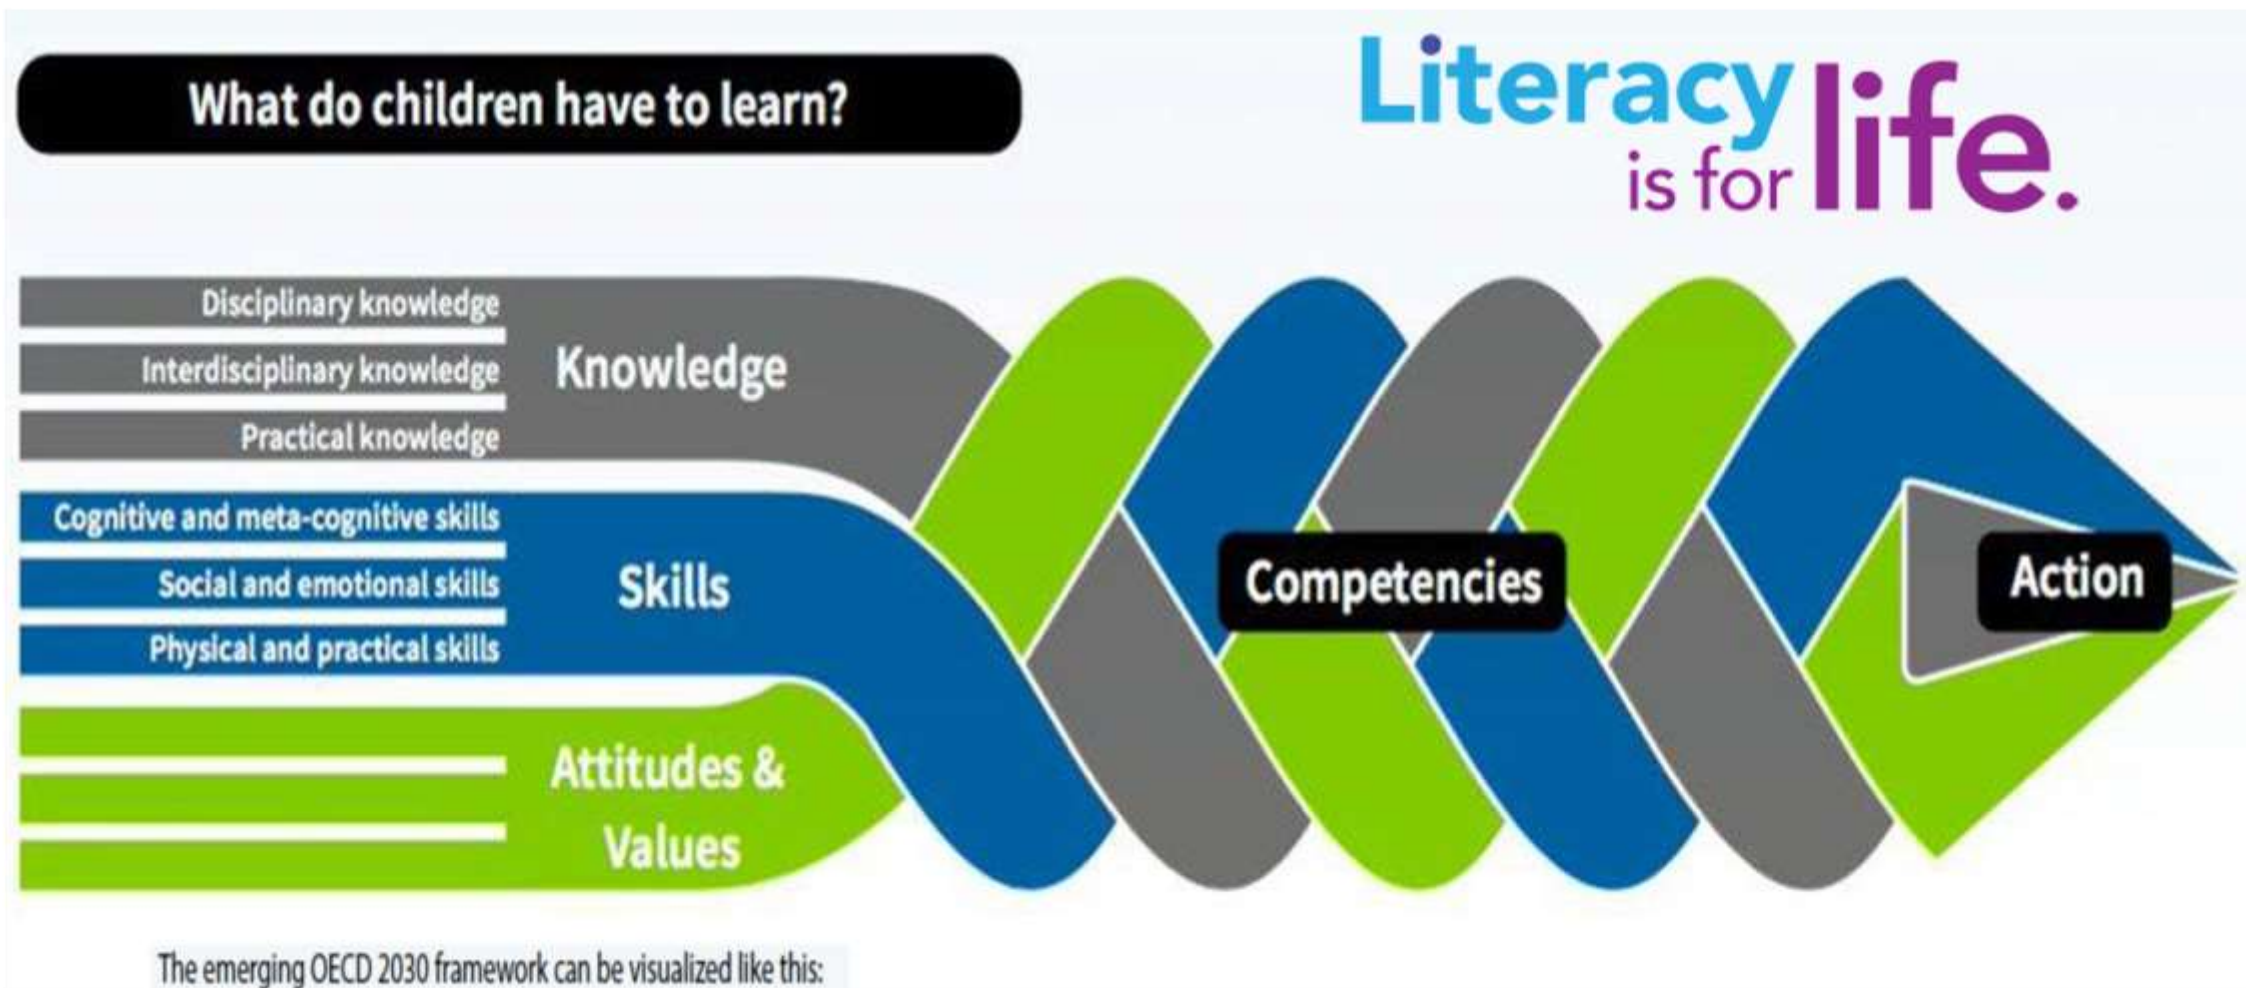 What do children have to learn?
Literacy
is for life.
Disciplinary knowledge
Interdisciplinary knowledge
Practical knowledge
Knowledge
Cognitive and meta-cognitive skills
Social and emotional skills
Physical and practical skills
Skills
Attitudes &
Values
Competencies
Action
The emerging OECD 2030 framework can be visualized like this: